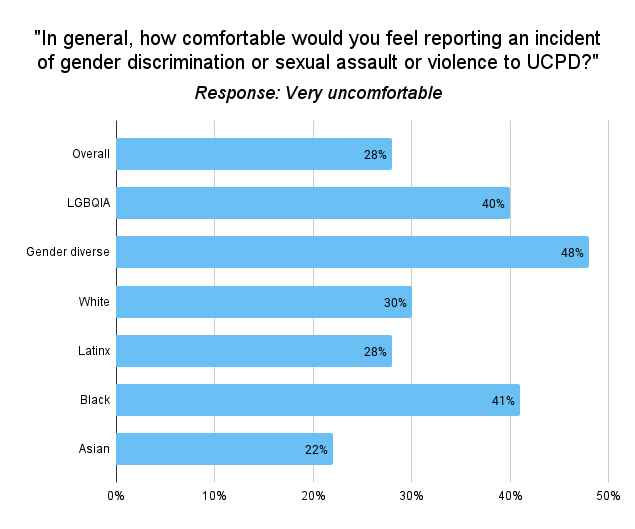 "In general, how comfortable would you feel reporting an incident
of gender discrimination or sexual assault or violence to UCPD?"
Response: Very uncomfortable
Overall 28%
LGBQIA 40%
Gender diverse 48%
White 30%
Latinx 28%
Black 41%
Asian 22%
0% 10% 20% 30% 40% 50%